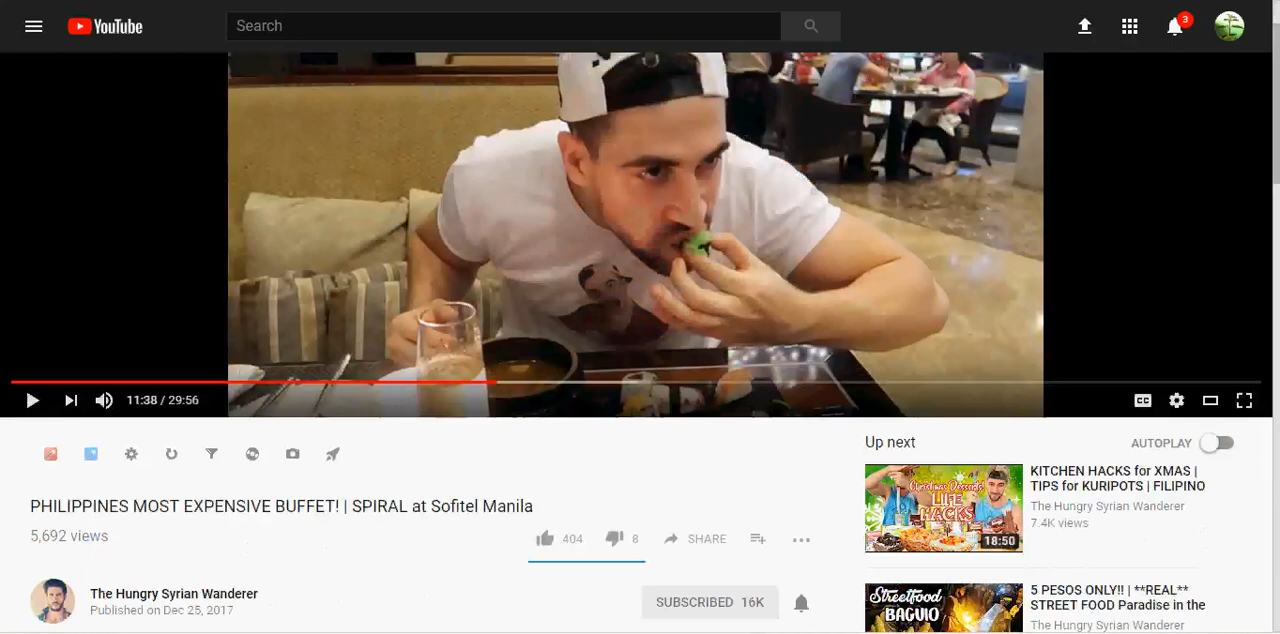 YouTube
Search
3
11:38 / 29:56
CC
Up next
AUTOPLAY
PHILIPPINES MOST EXPENSIVE BUFFET! | SPIRAL at Sofitel Manila
5,692 views
404
8
SHARE
The Hungry Syrian Wanderer
Published on Dec 25, 2017
SUBSCRIBED 16K
Christmas Desserts!
LIFE
HACKS
18:50
KITCHEN HACKS for XMAS |
TIPS for KURIPOTS | FILIPINO
The Hungry Syrian Wanderer
7.4K views
Streetfood
BAGUIO
5 PESOS ONLY!! | **REAL**
STREET FOOD Paradise in the
The Hungry Syrian Wanderer